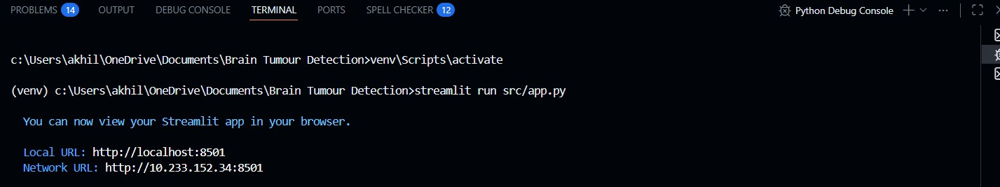 PROBLEMS 14 OUTPUT DEBUG CONSOLE TERMINAL PORTS SPELL CHECKER 12 Python Debug Console
c:\Users\akhil\OneDrive\Documents\Brain Tumour Detection>venv\Scripts\activate
(venv) c:\Users\akhil\OneDrive\Documents\Brain Tumour Detection>streamlit run src/app.py
You can now view your Streamlit app in your browser.
Local URL: http://localhost:8501
Network URL: http://10.233.152.34:8501